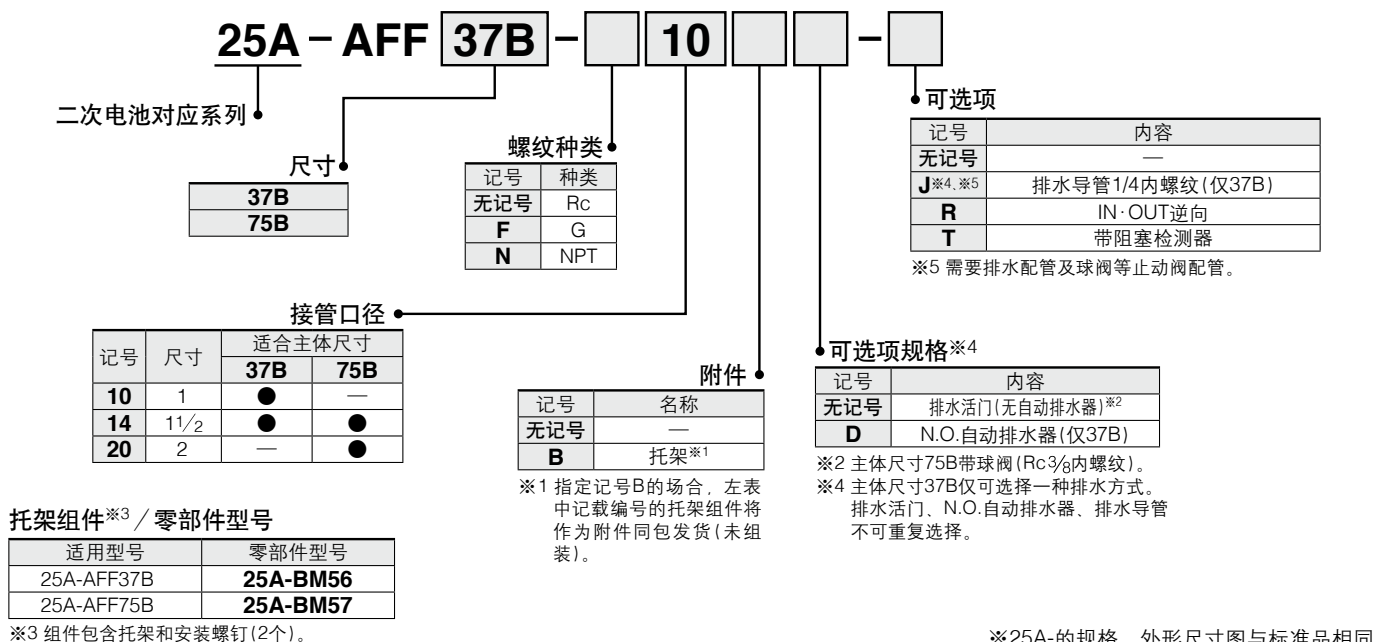 25A－AFF 37B－ 10 －
二次电池对应系列
尺寸
37B
75B
螺纹种类
记号 种类
无记号 Rc
F G
N NPT
可选项
记号 内容
无记号 —
J※4、※5 排水导管1/4内螺纹(仅37B)
R IN·OUT逆向
T 带阻塞检测器
※5 需要排水配管及球阀等止动阀配管。
接管口径
记号 尺寸 适合主体尺寸
37B 75B
10 1 ● —
14 1 1/2 ● ●
20 2 — ●
附件
记号 名称
无记号 —
B 托架※1
※1 指定记号B的场合，左表
中记载编号的托架组件将
作为附件同包发货(未组
装)。
可选项规格※4
记号 内容
无记号 排水活门(无自动排水器)※2
D N.O.自动排水器(仅37B)
※2 主体尺寸75B带球阀(Rc3/8内螺纹)。
※4 主体尺寸37B仅可选择一种排水方式。
排水活门、N.O.自动排水器、排水导管
不可重复选择。
托架组件※3／零部件型号
适用型号 零部件型号
25A-AFF37B 25A-BM56
25A-AFF75B 25A-BM57
※3 组件包含托架和安装螺钉(2个)。
※25A-的规格、外形尺寸图与标准品相同